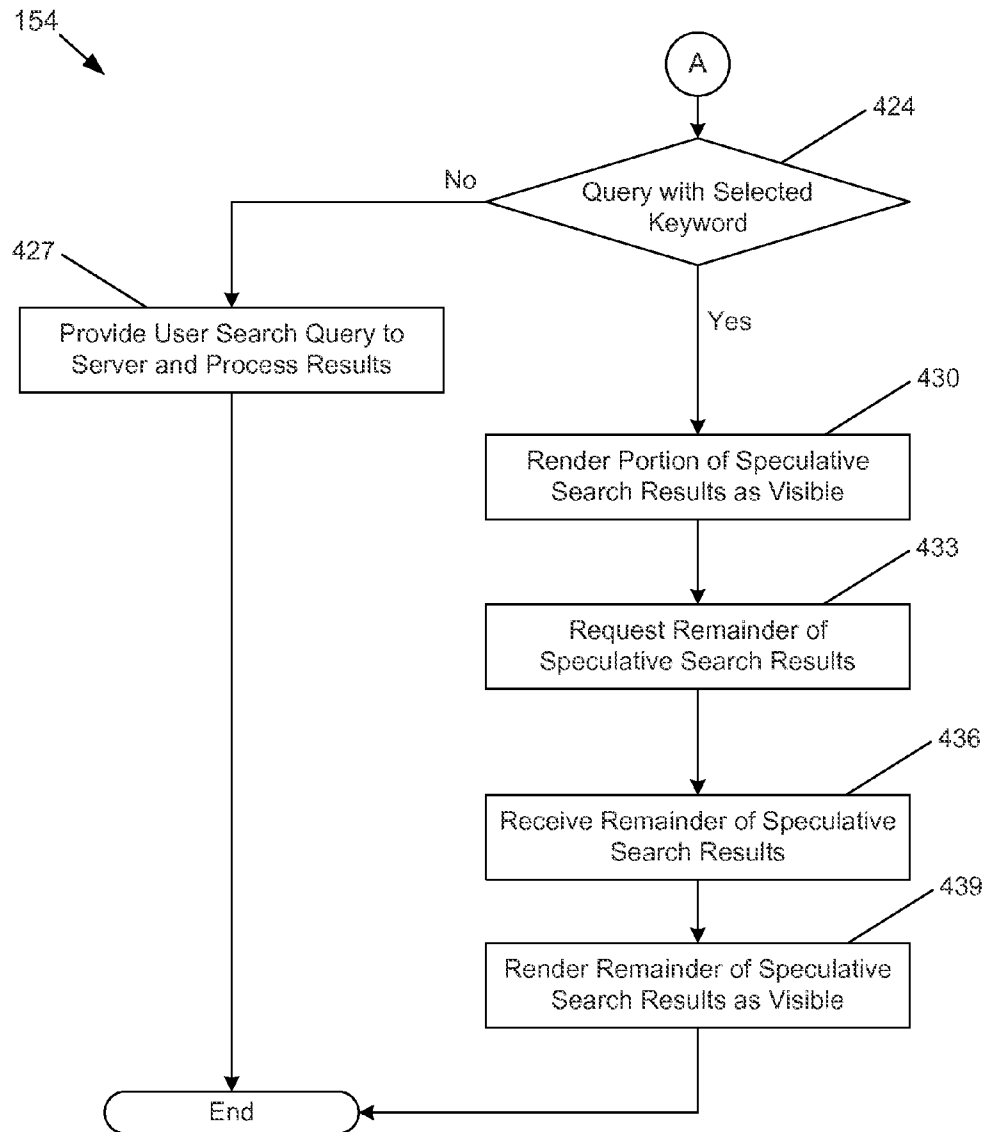 154
A
424
Query with Selected
Keyword
No
427
Provide User Search Query to
Server and Process Results
Yes
430
Render Portion of Speculative
Search Results as Visible
433
Request Remainder of
Speculative Search Results
436
Receive Remainder of Speculative
Search Results
439
Render Remainder of Speculative
Search Results as Visible
End